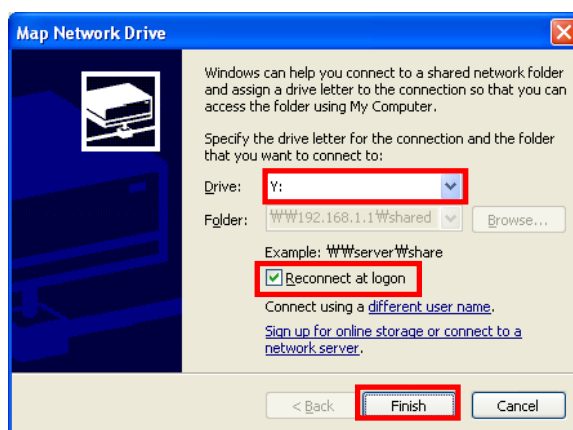 Map Network Drive
Windows can help you connect to a shared network folder
and assign a drive letter to the connection so that you can
access the folder using My Computer.
Specify the drive letter for the connection and the folder
that you want to connect to:
Drive: Y:
Folder: ₩₩192.168.1.1₩shared Browse...
Example: ₩₩server₩share
Reconnect at logon
Connect using a different user name.
Sign up for online storage or connect to a
network server.
< Back Finish Cancel